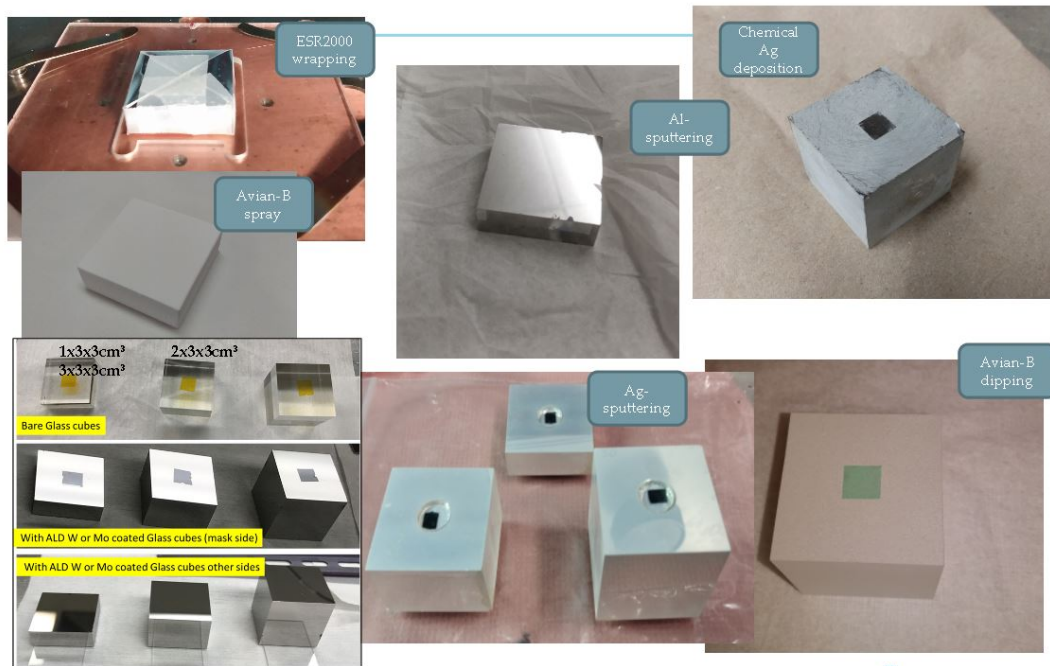 ESR2000
wrapping
Chemical
Ag
deposition
Al-
sputtering
Avian-B
spray
1x3x3cm³
2x3x3cm³
3x3x3cm³
Bare Glass cubes
With ALD W or Mo coated Glass cubes (mask side)
With ALD W or Mo coated Glass cubes other sides
Ag-
sputtering
Avian-B
dipping